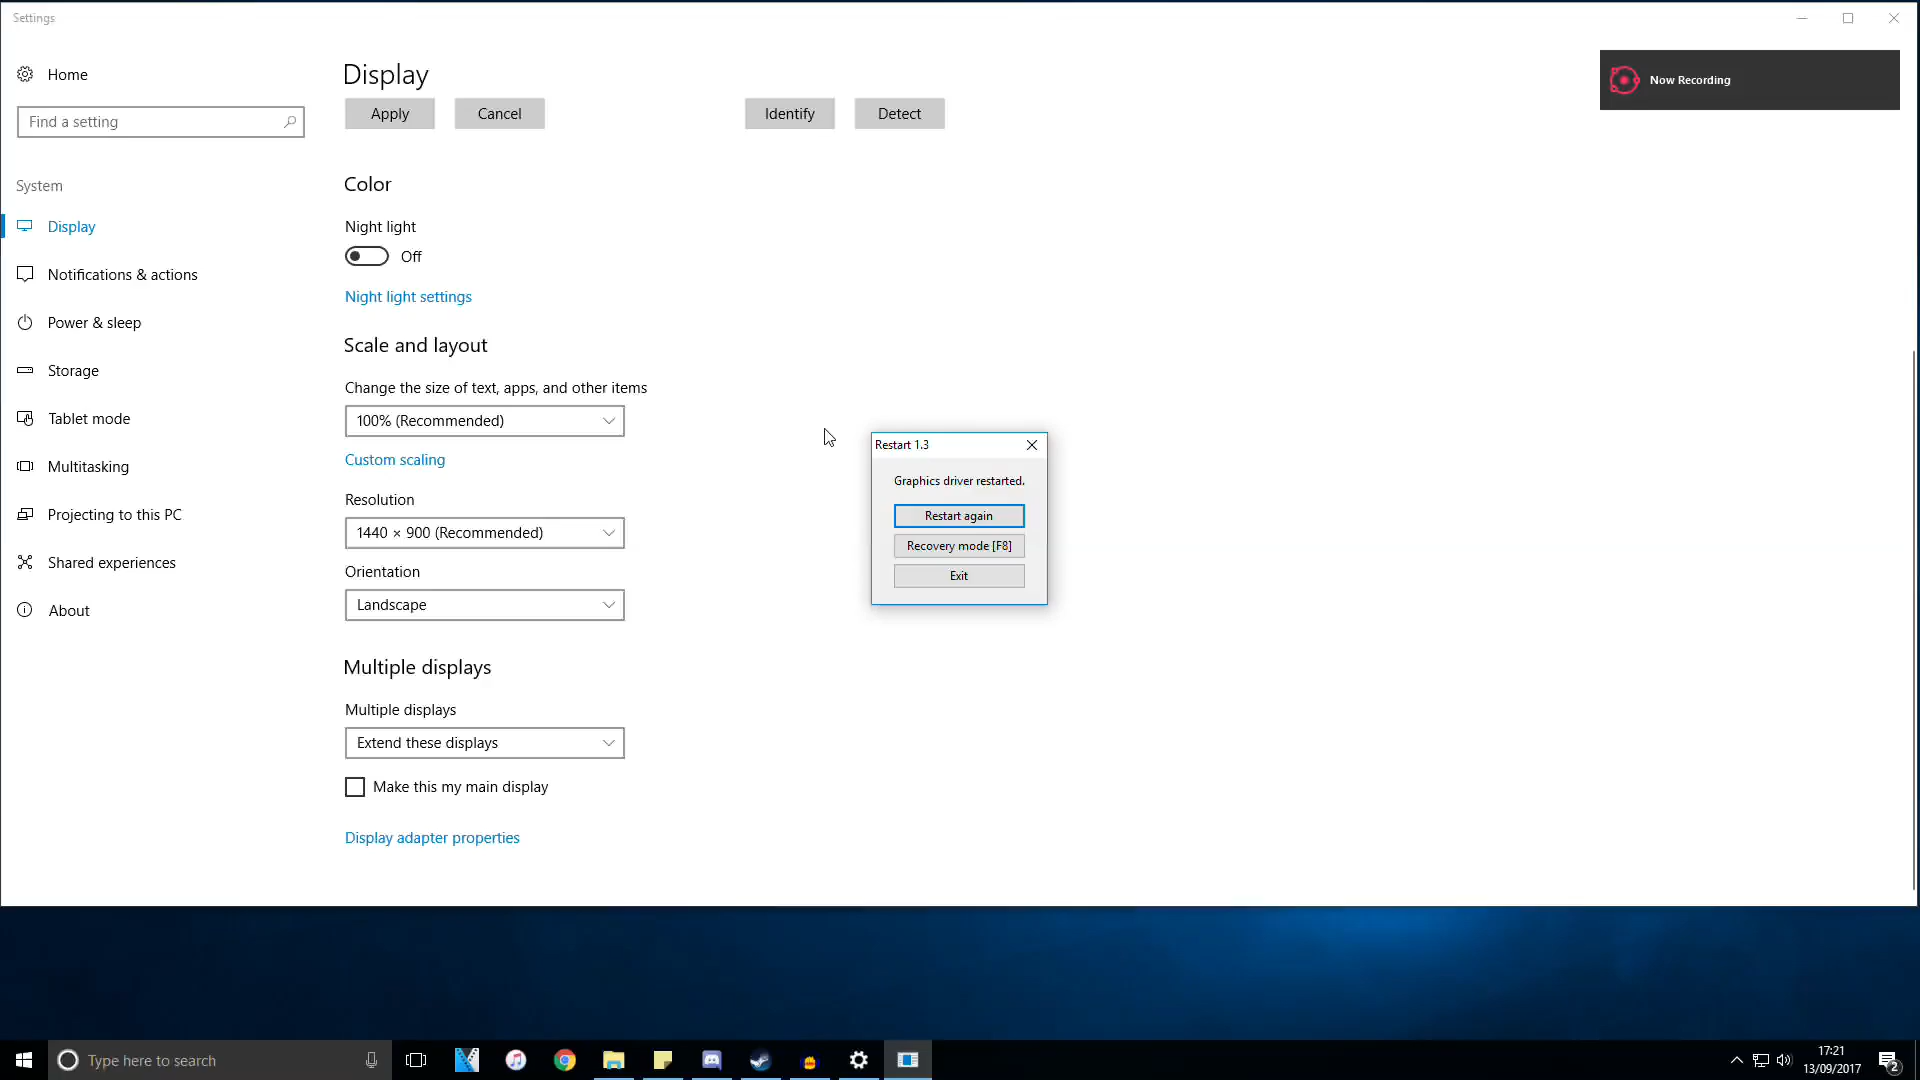 Settings
Home
Find a setting
System
Display
Notifications & actions
Power & sleep
Storage
Tablet mode
Multitasking
Projecting to this PC
Shared experiences
About
Display
Apply
Cancel
Identify
Detect
Color
Night light
Off
Night light settings
Scale and layout
Change the size of text, apps, and other items
100% (Recommended)
Custom scaling
Resolution
1440 × 900 (Recommended)
Orientation
Landscape
Multiple displays
Multiple displays
Extend these displays
Make this my main display
Display adapter properties
Now Recording
Restart 1.3
Graphics driver restarted.
Restart again
Recovery mode [F8]
Exit
Type here to search
17:21
13/09/2017
2